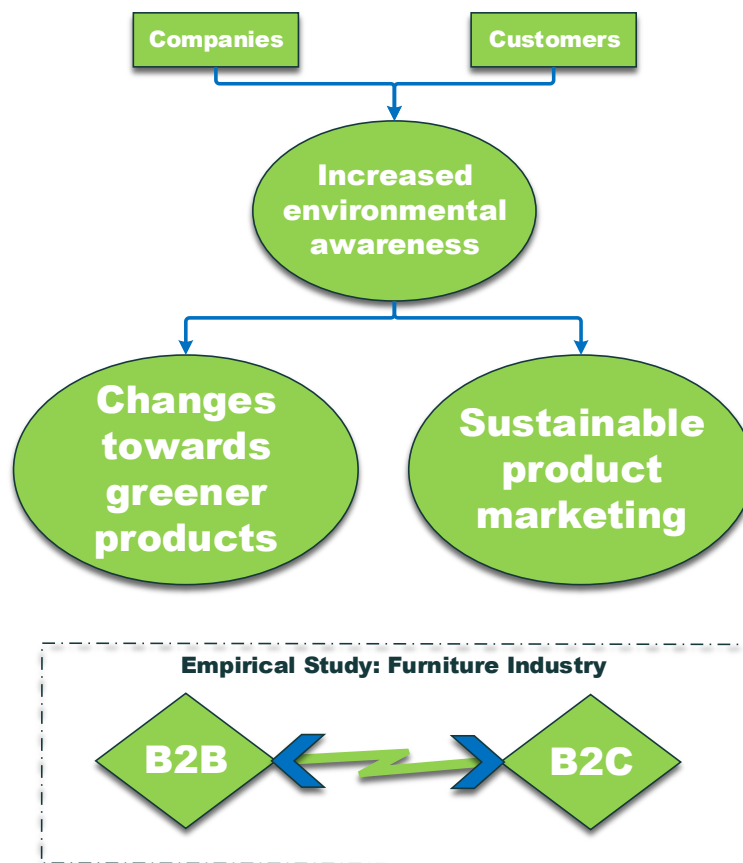 Companies
Customers
Increased
environmental
awareness
Changes
towards
greener
products
Sustainable
product
marketing
Empirical Study: Furniture Industry
B2B
B2C